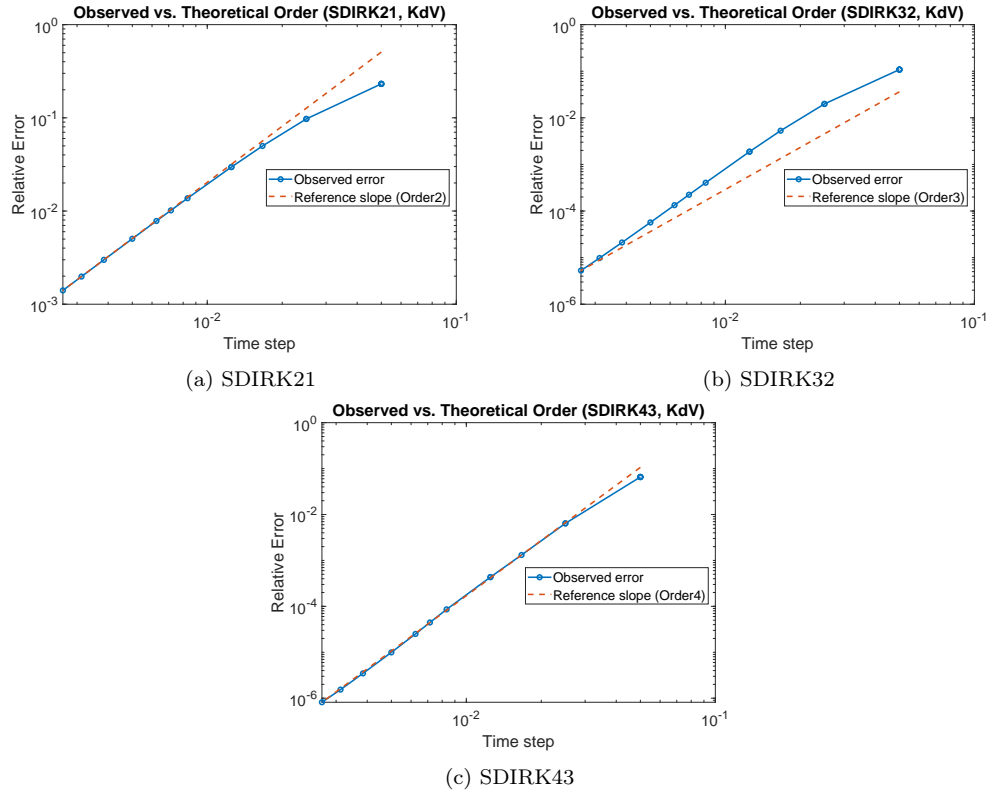 Observed vs. Theoretical Order (SDIRK21, KdV)
10^0
10^-1
10^-2
10^-3
Relative Error
Observed error
Reference slope (Order2)
10^-2
10^-1
Time step
(a) SDIRK21
Observed vs. Theoretical Order (SDIRK32, KdV)
10^0
10^-2
10^-4
10^-6
Relative Error
Observed error
Reference slope (Order3)
10^-2
10^-1
Time step
(b) SDIRK32
Observed vs. Theoretical Order (SDIRK43, KdV)
10^0
10^-2
10^-4
10^-6
Relative Error
Observed error
Reference slope (Order4)
10^-2
10^-1
Time step
(c) SDIRK43